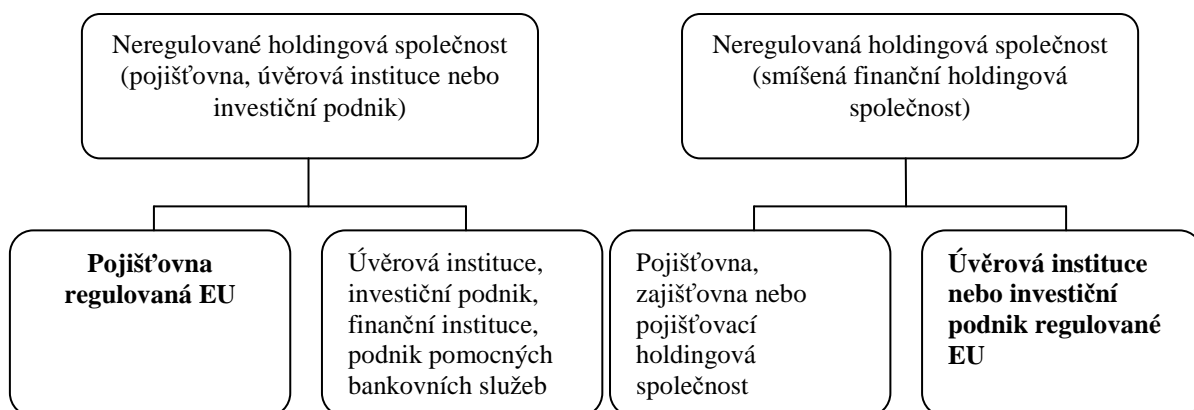 Neregulované holdingová společnost
(pojišťovna, úvěrová instituce nebo
investiční podnik)
Neregulovaná holdingová společnost
(smíšená finanční holdingová
společnost)
Pojišťovna
regulovaná EU
Úvěrová instituce,
investiční podnik,
finanční instituce,
podnik pomocných
bankovních služeb
Pojišťovna,
zajišťovna nebo
pojišťovací
holdingová
společnost
Úvěrová instituce
nebo investiční
podnik regulované
EU